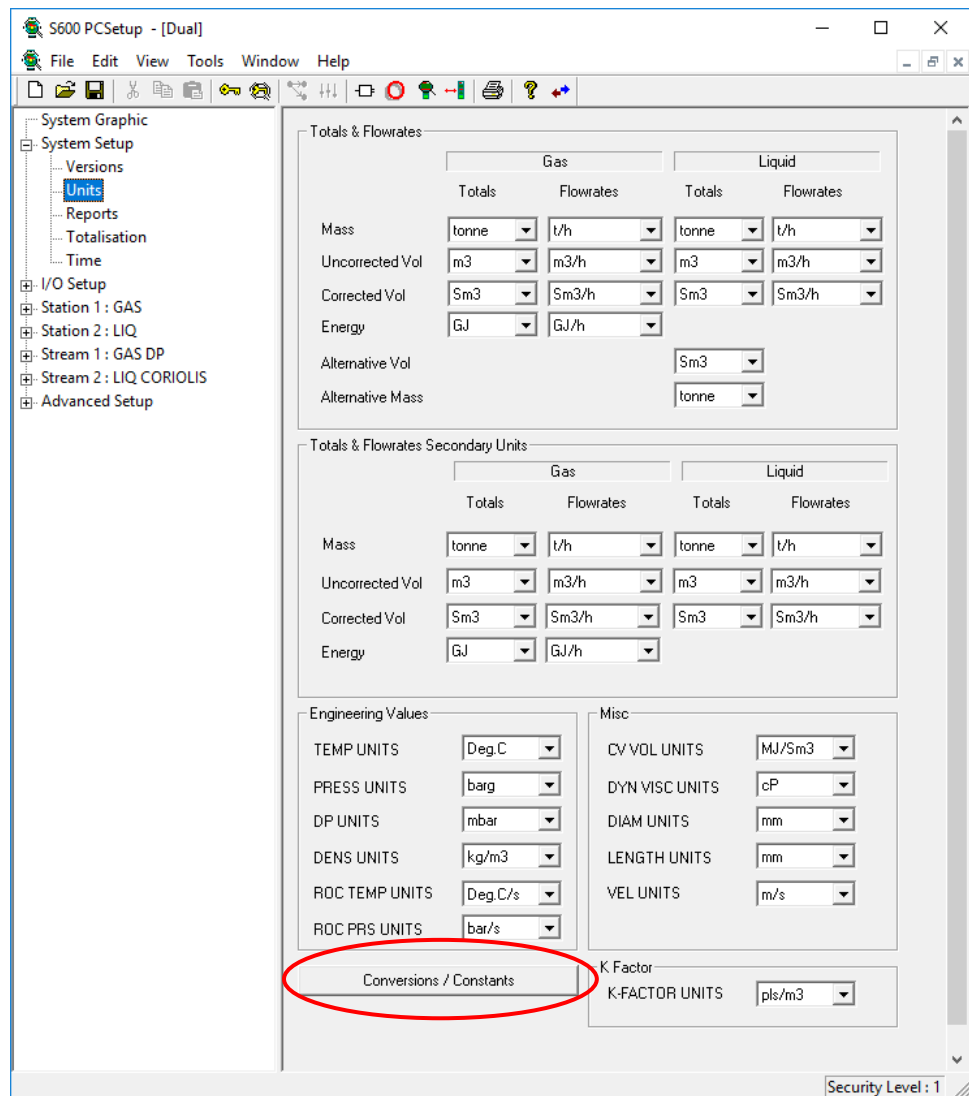 S600 PCSetup - [Dual]
File Edit View Tools Window Help
System Graphic
System Setup
Versions
Units
Reports
Totalisation
Time
I/O Setup
Station 1 : GAS
Station 2 : LIQ
Stream 1 : GAS DP
Stream 2 : LIQ CORIOLIS
Advanced Setup
Totals & Flowrates
Gas Liquid
Totals Flowrates Totals Flowrates
Mass tonne t/h tonne t/h
Uncorrected Vol m3 m3/h m3 m3/h
Corrected Vol Sm3 Sm3/h Sm3 Sm3/h
Energy GJ GJ/h
Alternative Vol Sm3
Alternative Mass tonne
Totals & Flowrates Secondary Units
Gas Liquid
Totals Flowrates Totals Flowrates
Mass tonne t/h tonne t/h
Uncorrected Vol m3 m3/h m3 m3/h
Corrected Vol Sm3 Sm3/h Sm3 Sm3/h
Energy GJ GJ/h
Engineering Values
TEMP UNITS Deg.C
PRESS UNITS barg
DP UNITS mbar
DENS UNITS kg/m3
ROC TEMP UNITS Deg.C/s
ROC PRS UNITS bar/s
Misc
CV VOL UNITS MJ/Sm3
DYN VISC UNITS cP
DIAM UNITS mm
LENGTH UNITS mm
VEL UNITS m/s
Conversions / Constants
K Factor
K-FACTOR UNITS pls/m3
Security Level : 1